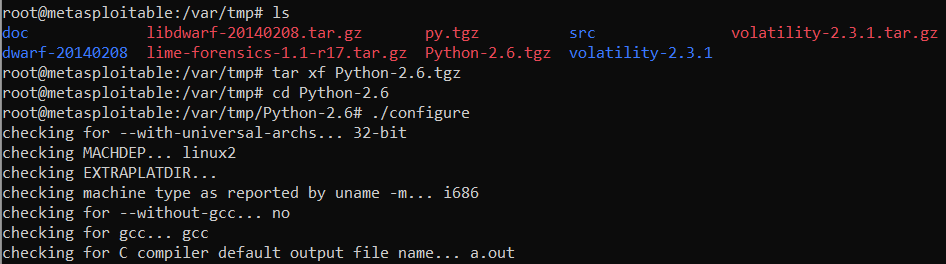 root@metasploitable:/var/tmp# ls
doc libdwarf-20140208.tar.gz py.tgz src volatility-2.3.1.tar.gz
dwarf-20140208 lime-forensics-1.1-r17.tar.gz Python-2.6.tgz volatility-2.3.1
root@metasploitable:/var/tmp# tar xf Python-2.6.tgz
root@metasploitable:/var/tmp# cd Python-2.6
root@metasploitable:/var/tmp/Python-2.6# ./configure
checking for --with-universal-archs... 32-bit
checking MACHDEP... linux2
checking EXTRAPLATDIR...
checking machine type as reported by uname -m... i686
checking for --without-gcc... no
checking for gcc... gcc
checking for C compiler default output file name... a.out